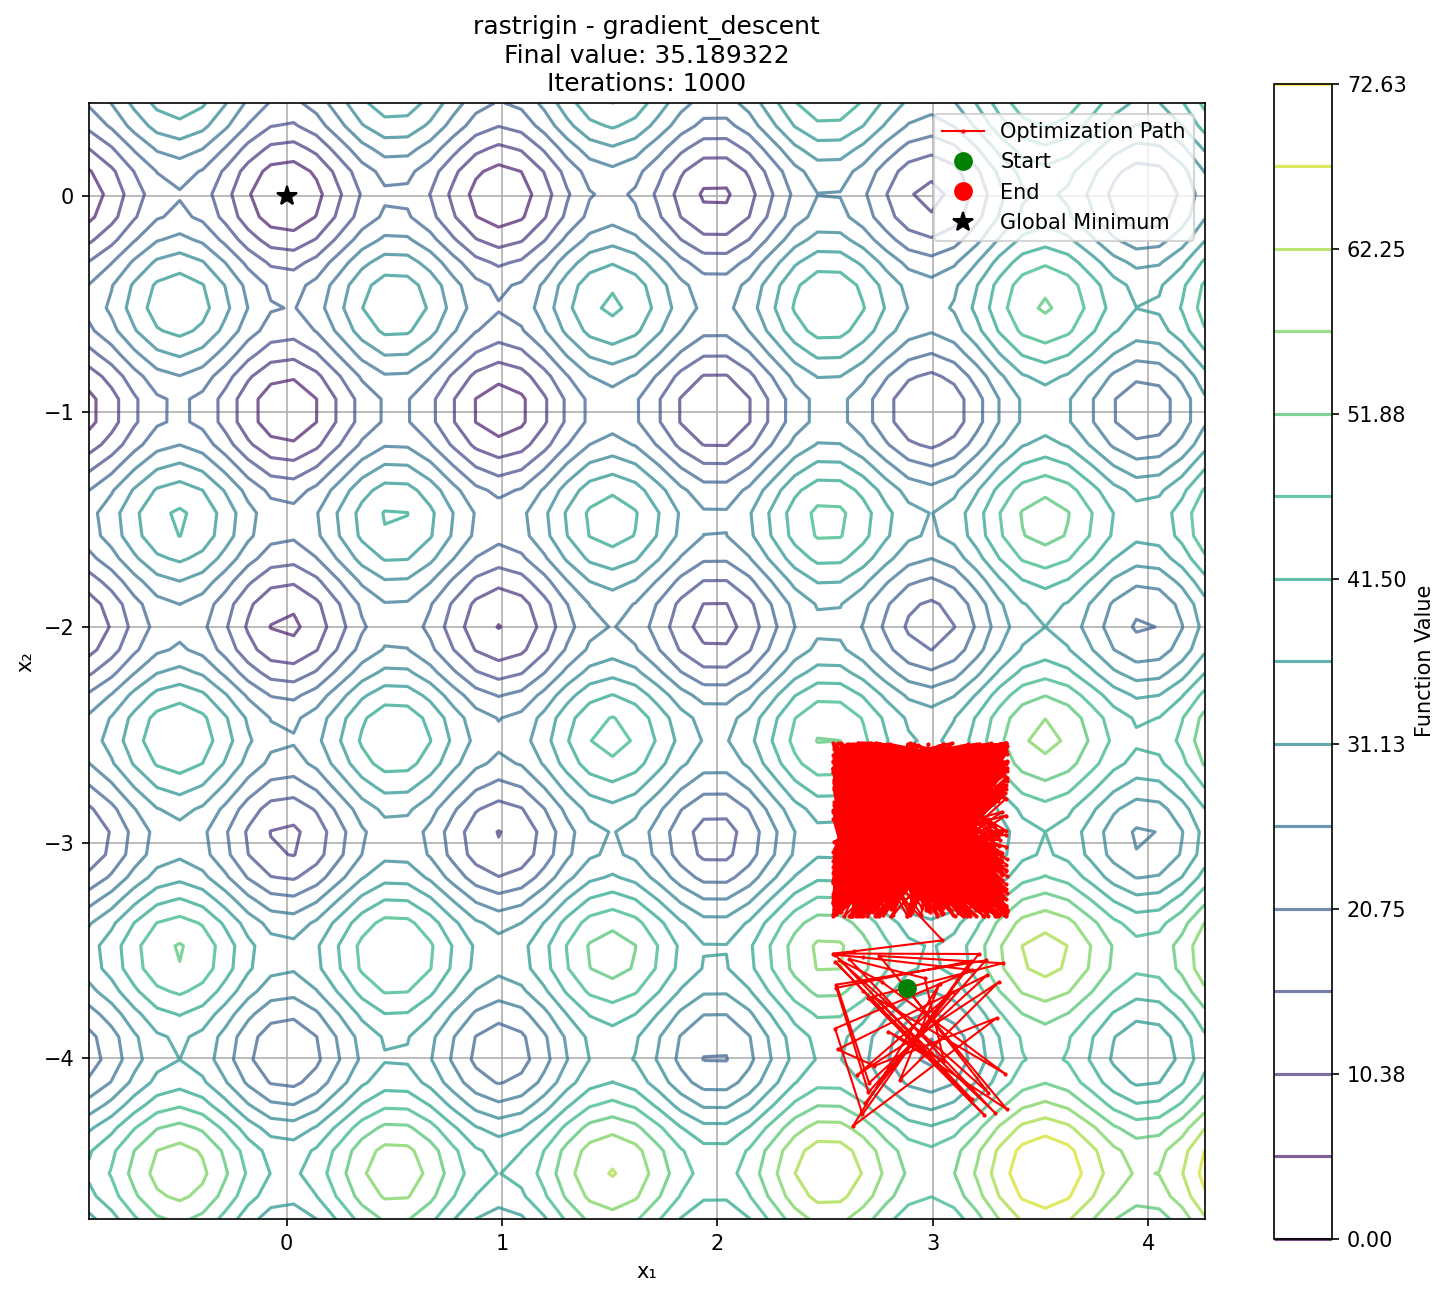 rastrigin - gradient_descent
Final value: 35.189322
Iterations: 1000
Optimization Path
Start
End
Global Minimum
0
−1
−2
−3
−4
x₂
0
1
2
3
4
x₁
72.63
62.25
51.88
41.50
31.13
20.75
10.38
0.00
Function Value